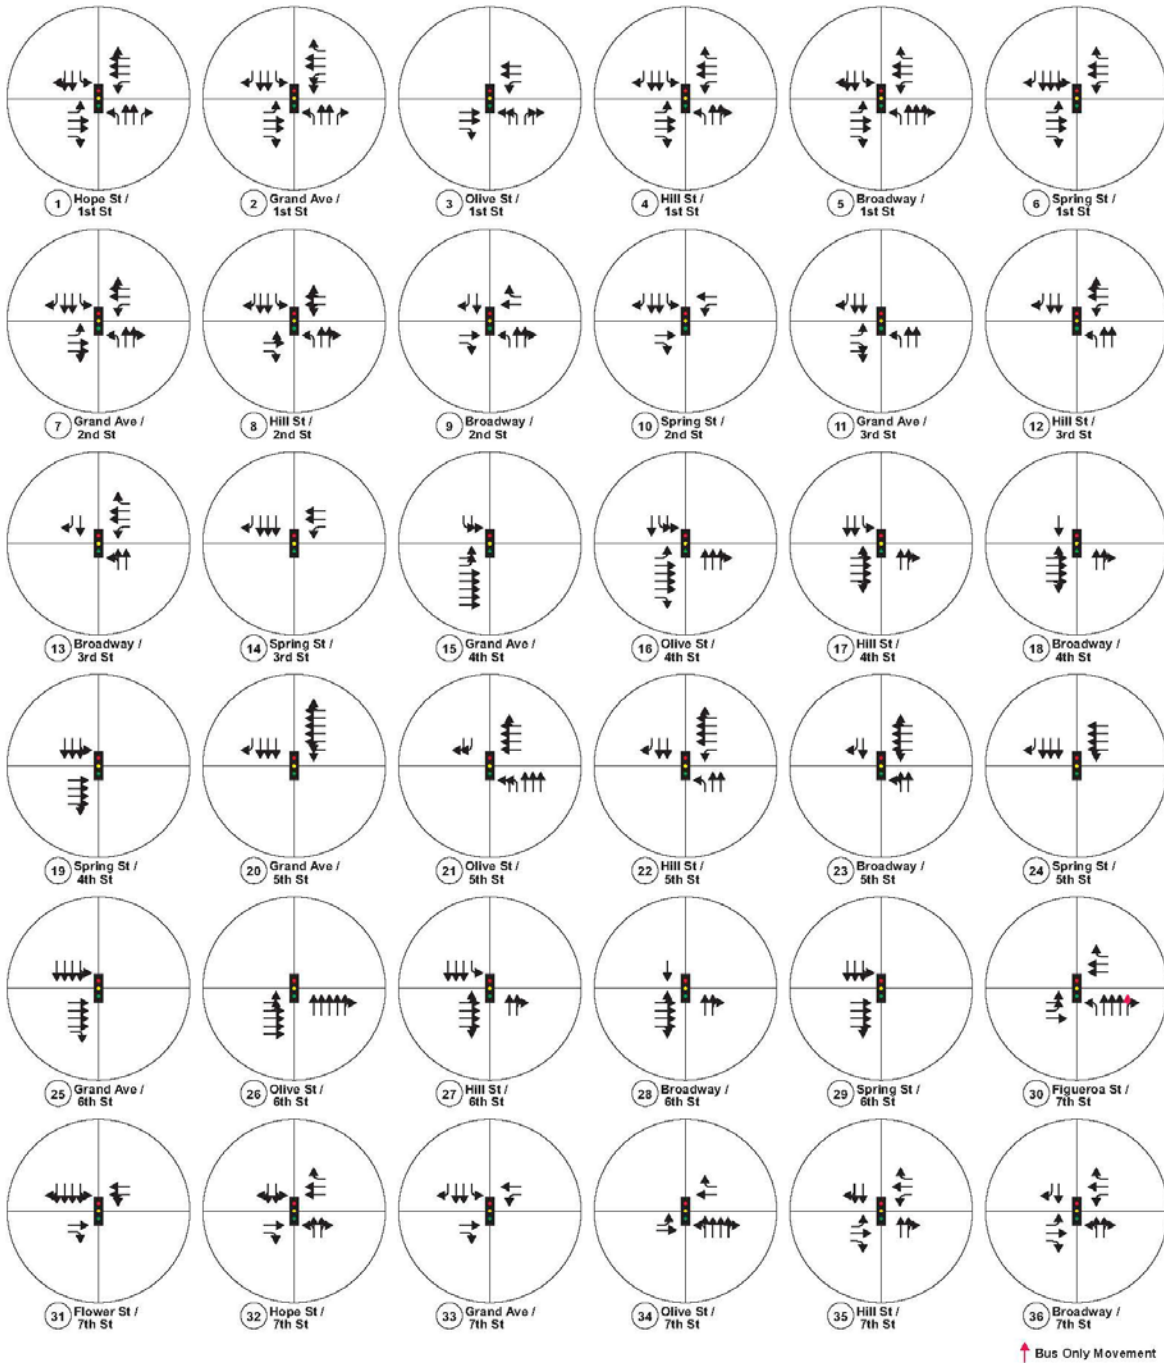 1 Hope St /
1st St
2 Grand Ave /
1st St
3 Olive St /
1st St
4 Hill St /
1st St
5 Broadway /
1st St
6 Spring St /
1st St
7 Grand Ave /
2nd St
8 Hill St /
2nd St
9 Broadway /
2nd St
10 Spring St /
2nd St
11 Grand Ave /
3rd St
12 Hill St /
3rd St
13 Broadway /
3rd St
14 Spring St /
3rd St
15 Grand Ave /
4th St
16 Olive St /
4th St
17 Hill St /
4th St
18 Broadway /
4th St
19 Spring St /
4th St
20 Grand Ave /
5th St
21 Olive St /
5th St
22 Hill St /
5th St
23 Broadway /
5th St
24 Spring St /
5th St
25 Grand Ave /
6th St
26 Olive St /
6th St
27 Hill St /
6th St
28 Broadway /
6th St
29 Spring St /
6th St
30 Figueroa St /
7th St
31 Flower St /
7th St
32 Hope St /
7th St
33 Grand Ave /
7th St
34 Olive St /
7th St
35 Hill St /
7th St
36 Broadway /
7th St
Bus Only Movement